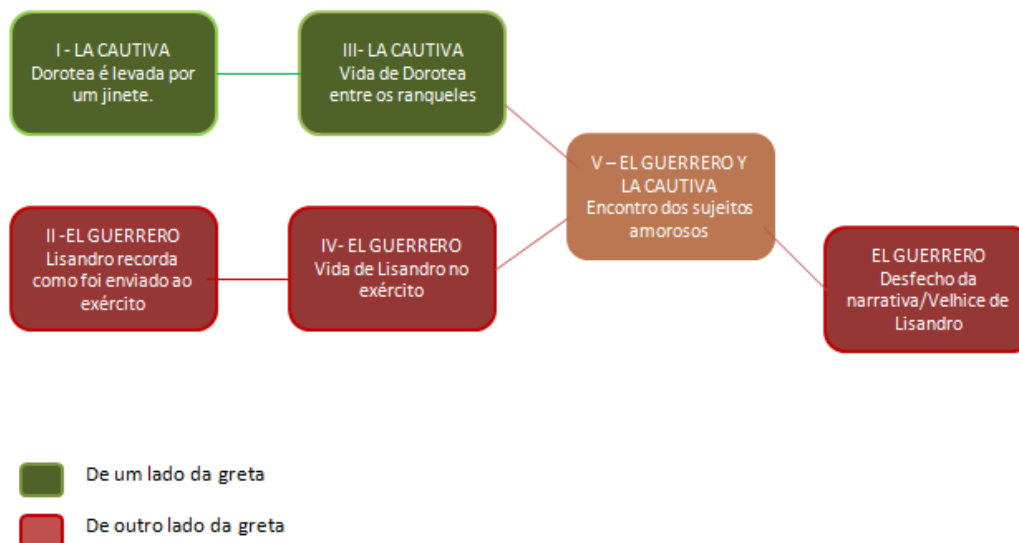 I - LA CAUTIVA
Dorotea é levada por
um jinete.
III- LA CAUTIVA
Vida de Dorotea
entre os ranqueles
V – EL GUERRERO Y
LA CAUTIVA
Encontro dos sujeitos
amorosos
II -EL GUERRERO
Lisandro recorda
como foi enviado ao
exército
IV- EL GUERRERO
Vida de Lisandro no
exército
EL GUERRERO
Desfecho da
narrativa/Velhice de
Lisandro
De um lado da greta
De outro lado da greta